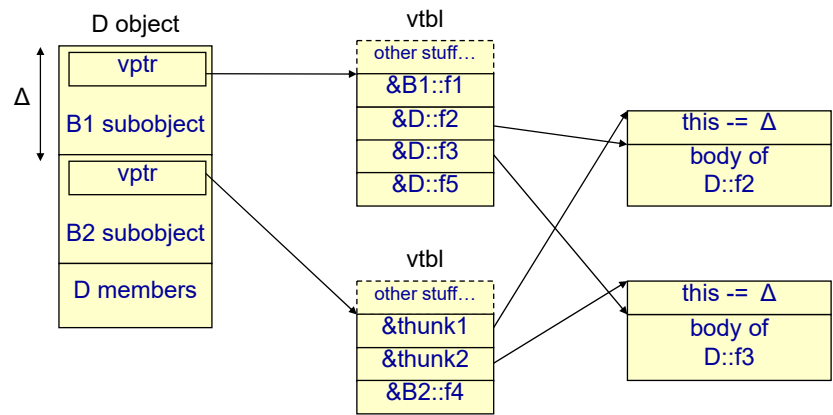 D object
vptr
Δ
B1 subobject
vptr
B2 subobject
D members
vtbl
other stuff…
&B1::f1
&D::f2
&D::f3
&D::f5
vtbl
other stuff…
&thunk1
&thunk2
&B2::f4
this -= Δ
body of
D::f2
this -= Δ
body of
D::f3